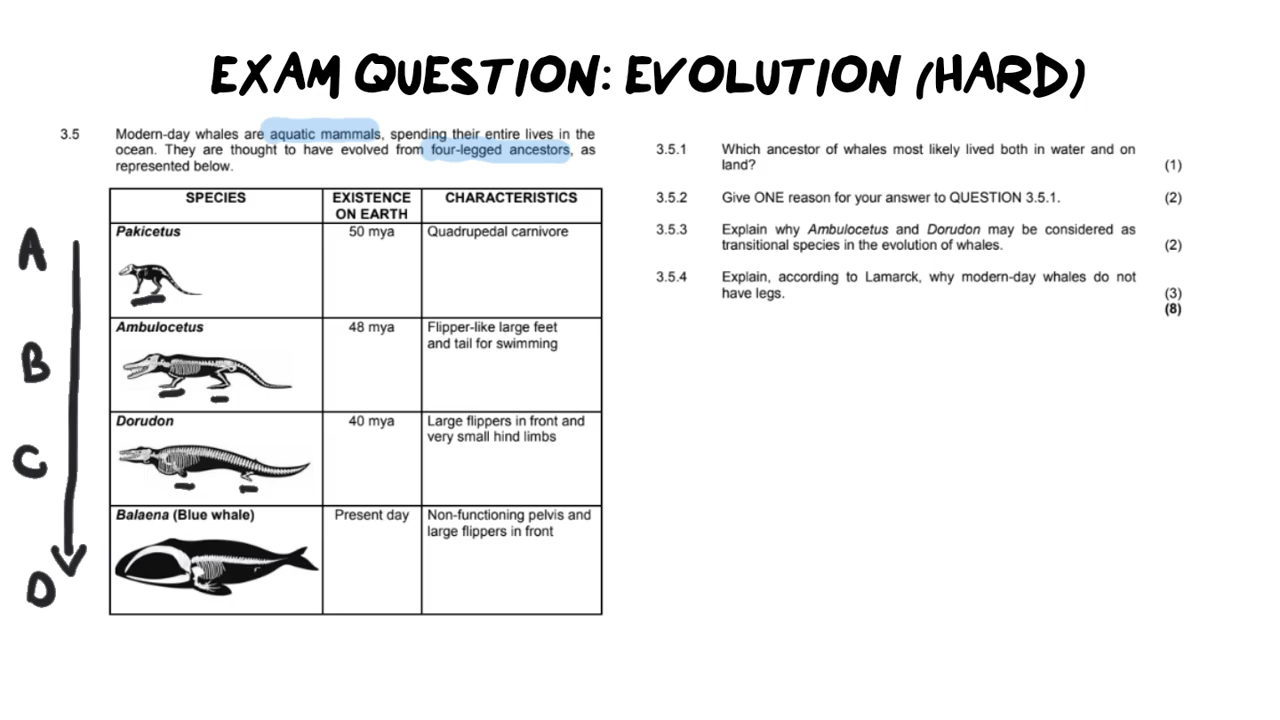 EXAM QUESTION: EVOLUTION (HARD)
3.5 Modern-day whales are aquatic mammals, spending their entire lives in the
ocean. They are thought to have evolved from four-legged ancestors, as
represented below.
SPECIES EXISTENCE ON EARTH CHARACTERISTICS
A
Pakicetus 50 mya Quadrupedal carnivore
B
Ambulocetus 48 mya Flipper-like large feet
and tail for swimming
C
Dorudon 40 mya Large flippers in front and
very small hind limbs
D
Balaena (Blue whale) Present day Non-functioning pelvis and
large flippers in front
3.5.1 Which ancestor of whales most likely lived both in water and on
land? (1)
3.5.2 Give ONE reason for your answer to QUESTION 3.5.1. (2)
3.5.3 Explain why Ambulocetus and Dorudon may be considered as
transitional species in the evolution of whales. (2)
3.5.4 Explain, according to Lamarck, why modern-day whales do not
have legs. (3)
(8)